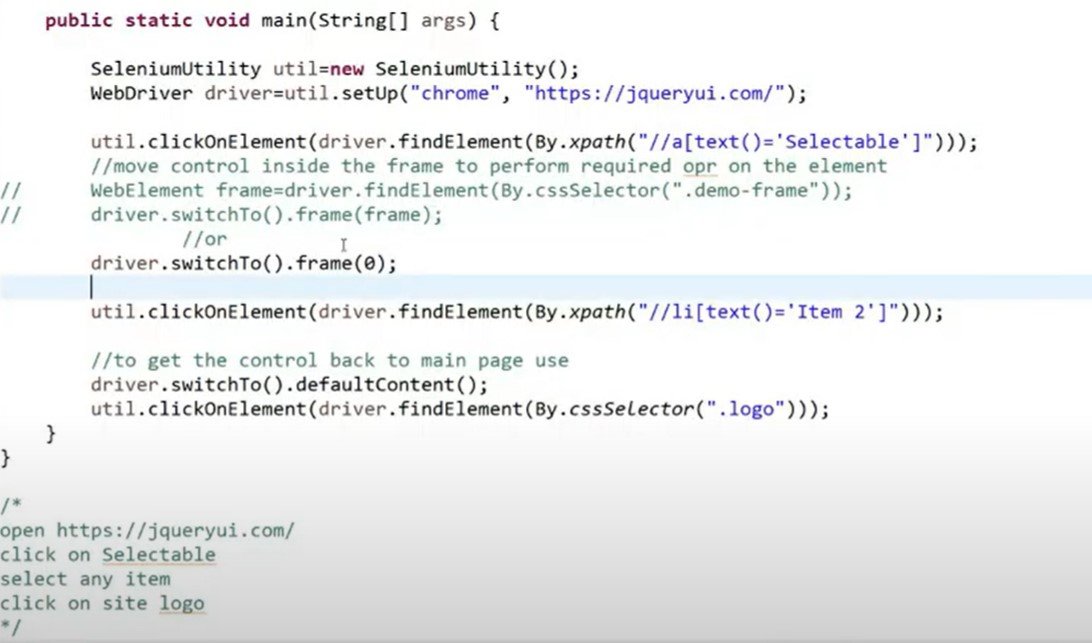 public static void main(String[] args) {
SeleniumUtility util=new SeleniumUtility();
WebDriver driver=util.setUp("chrome", "https://jqueryui.com/");
util.clickOnElement(driver.findElement(By.xpath("//a[text()='Selectable']")));
//move control inside the frame to perform required opr on the element
// WebElement frame=driver.findElement(By.cssSelector(".demo-frame"));
// driver.switchTo().frame(frame);
//or
driver.switchTo().frame(0);
util.clickOnElement(driver.findElement(By.xpath("//li[text()='Item 2']")));
//to get the control back to main page use
driver.switchTo().defaultContent();
util.clickOnElement(driver.findElement(By.cssSelector(".logo")));
}
}
/*
open https://jqueryui.com/
click on Selectable
select any item
click on site logo
*/